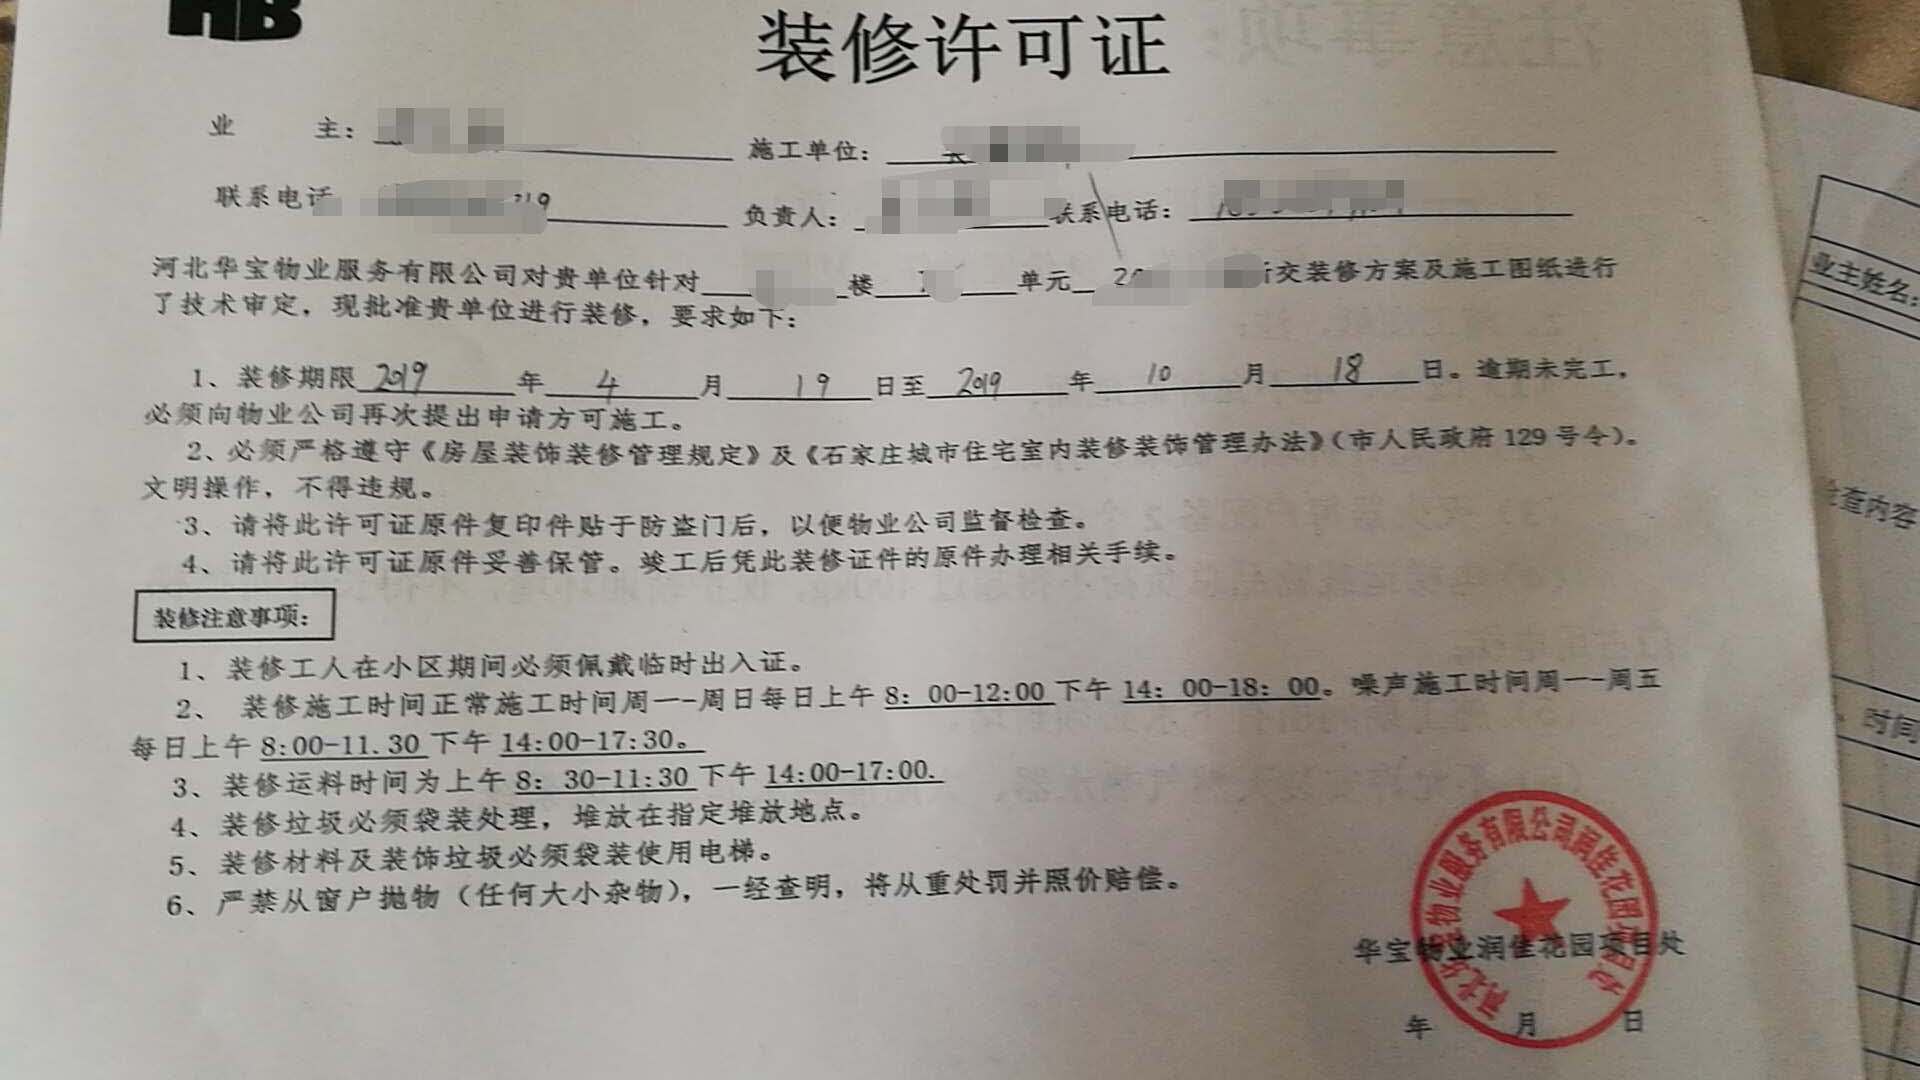 HB
装修许可证
业 主: 施工单位:
联系电话 19 负责人: 联系电话:
河北华宝物业服务有限公司对贵单位针对 楼 单元 20 所交装修方案及施工图纸进行
了技术审定，现批准贵单位进行装修，要求如下：
1、装修期限 2019 年 4 月 19 日至 2019 年 10 月 18 日。逾期未完工，
必须向物业公司再次提出申请方可施工。
2、必须严格遵守《房屋装饰装修管理规定》及《石家庄城市住宅室内装修装饰管理办法》（市人民政府 129 号令）。
文明操作，不得违规。
3、请将此许可证原件复印件贴于防盗门后，以便物业公司监督检查。
4、请将此许可证原件妥善保管。竣工后凭此装修证件的原件办理相关手续。
装修注意事项：
1、装修工人在小区期间必须佩戴临时出入证。
2、 装修施工时间正常施工时间周一--周日每日上午 8：00-12:00 下午 14：00-18：00。噪声施工时间周一--周五
每日上午 8:00-11.30 下午 14:00-17:30。
3、装修运料时间为上午 8：30-11:30 下午 14:00-17:00.
4、装修垃圾必须袋装处理，堆放在指定堆放地点。
5、装修材料及装饰垃圾必须袋装使用电梯。
6、严禁从窗户抛物（任何大小杂物），一经查明，将从重处罚并照价赔偿。
河北华宝物业服务有限公司润佳花园项目处
华宝物业润佳花园项目处
年 月 日
业主姓名:
检查内容
时间